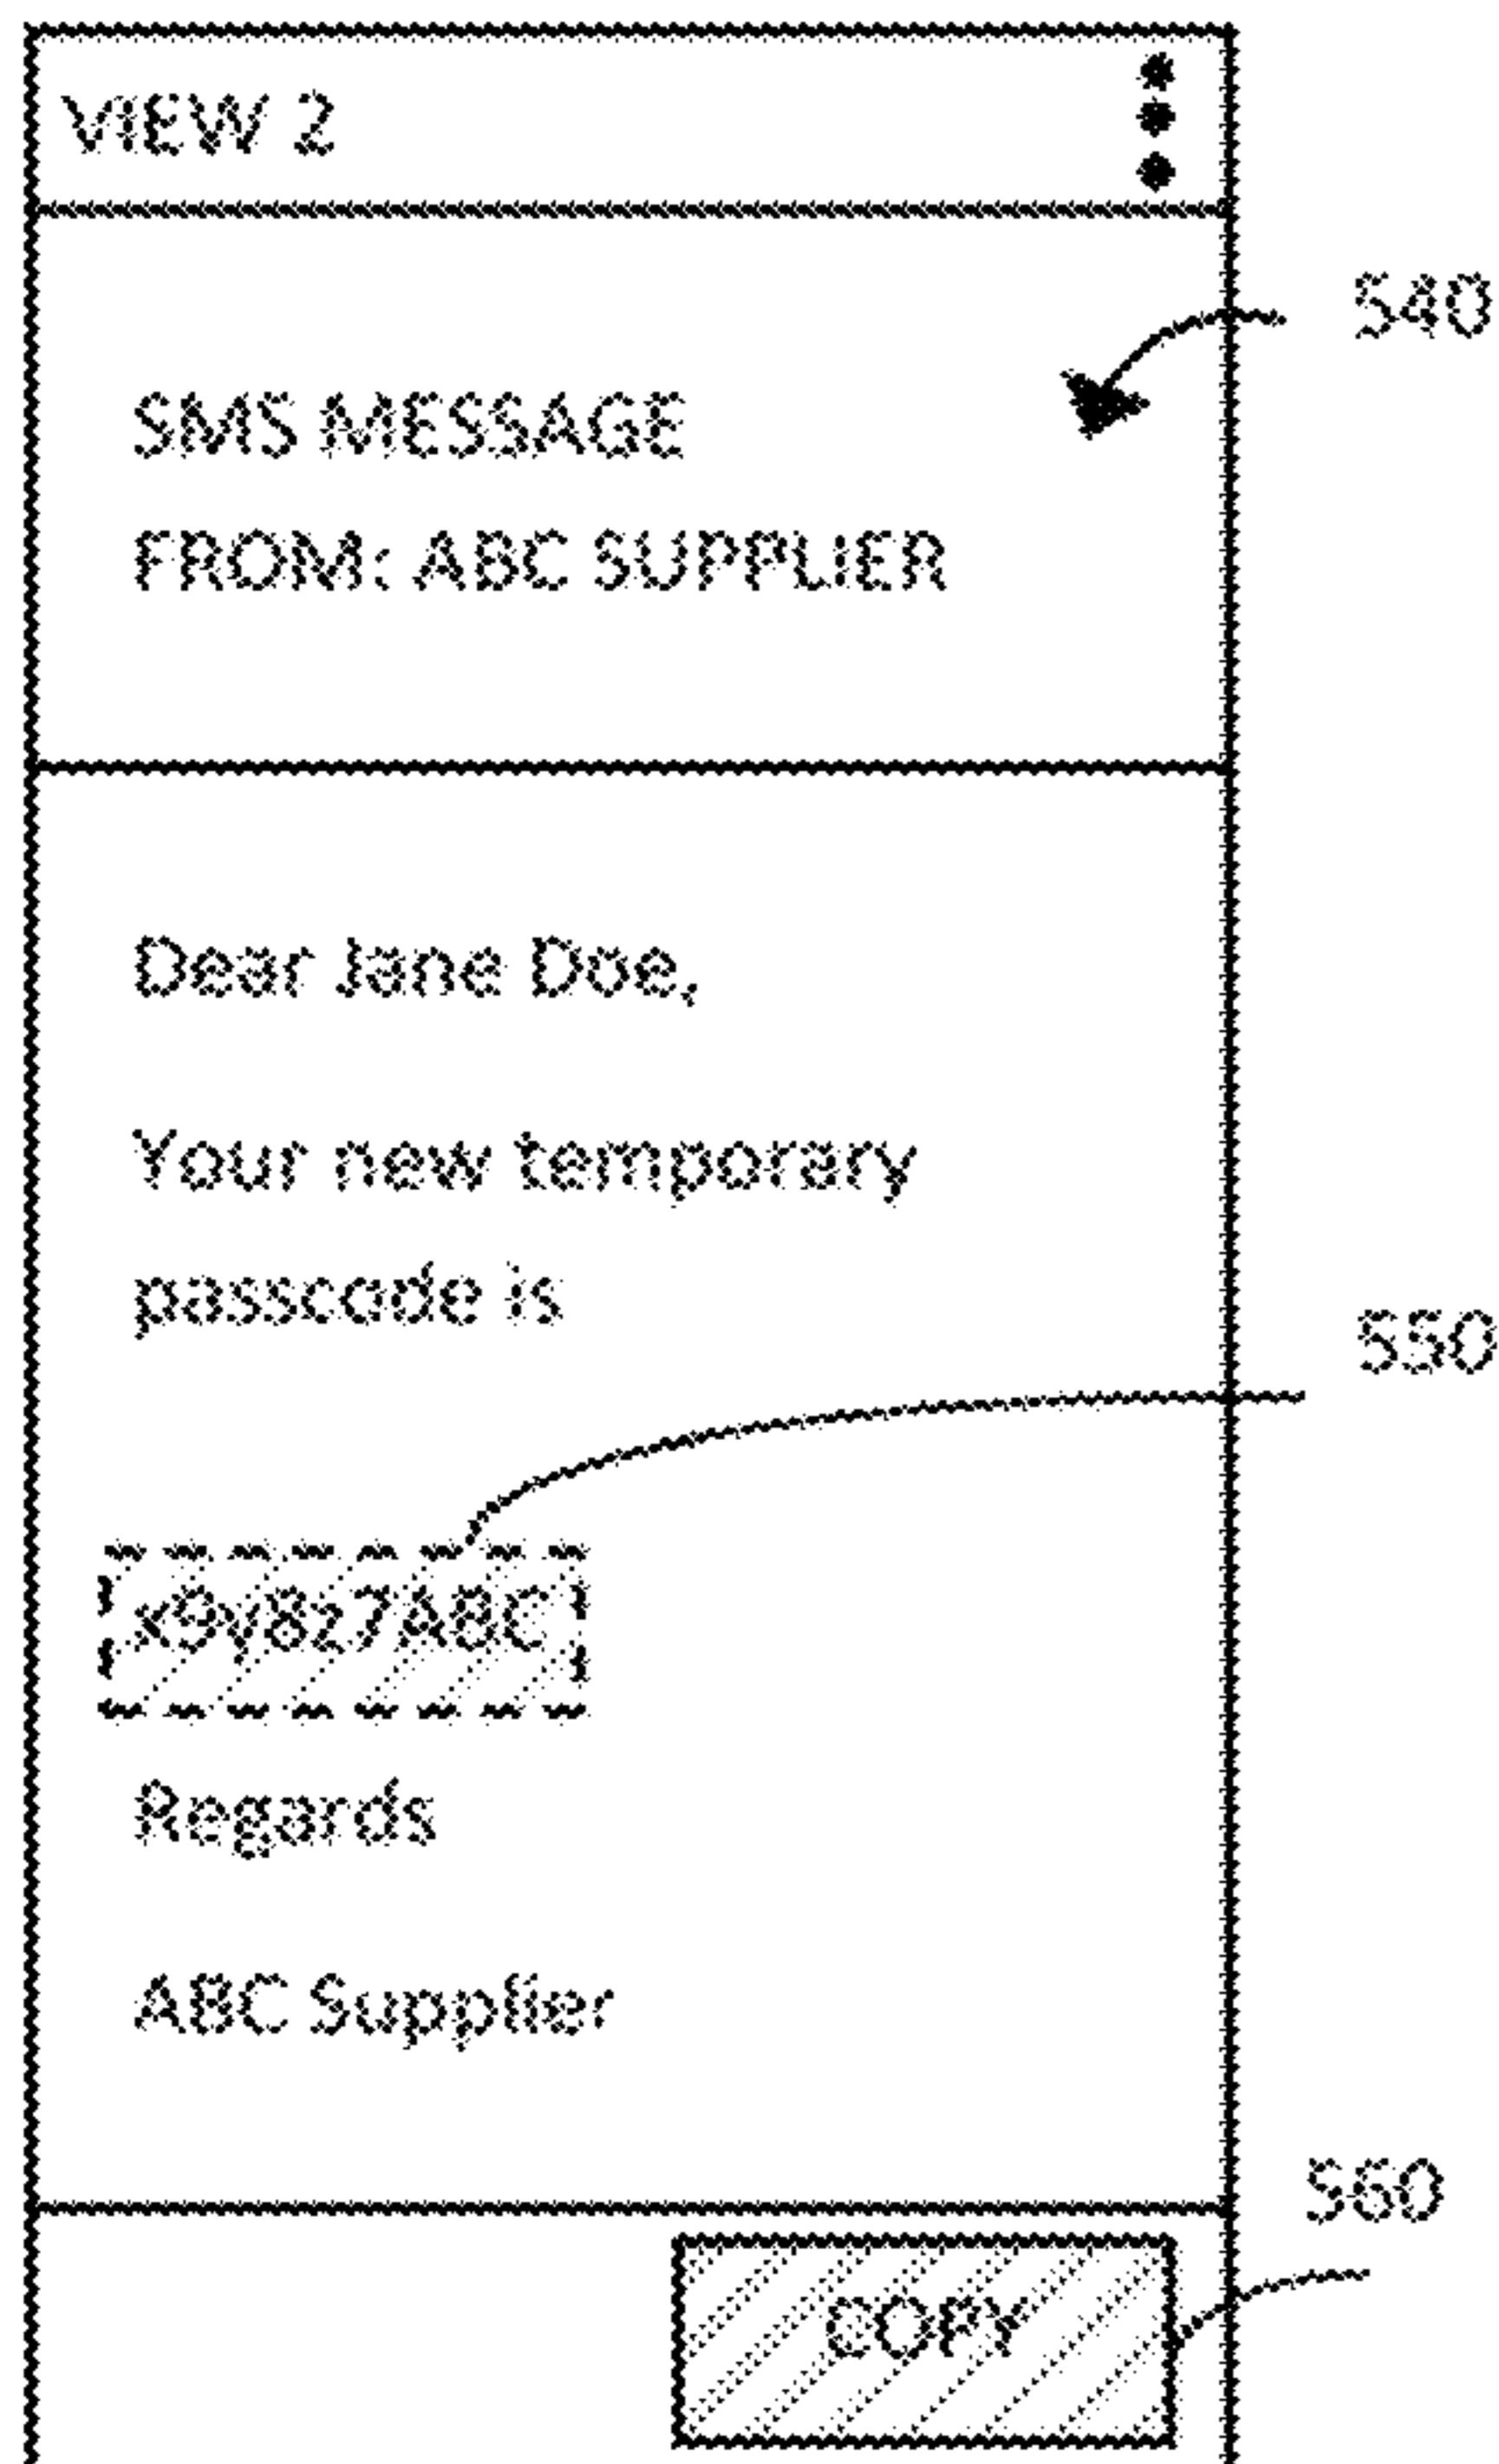 VIEW 2
540
SMS MESSAGE
FROM: ABC SUPPLIER
Dear Jane Doe,
Your new temporary
passcode is
550
x9y8z7ABC
Regards
ABC Supplier
560
COPY